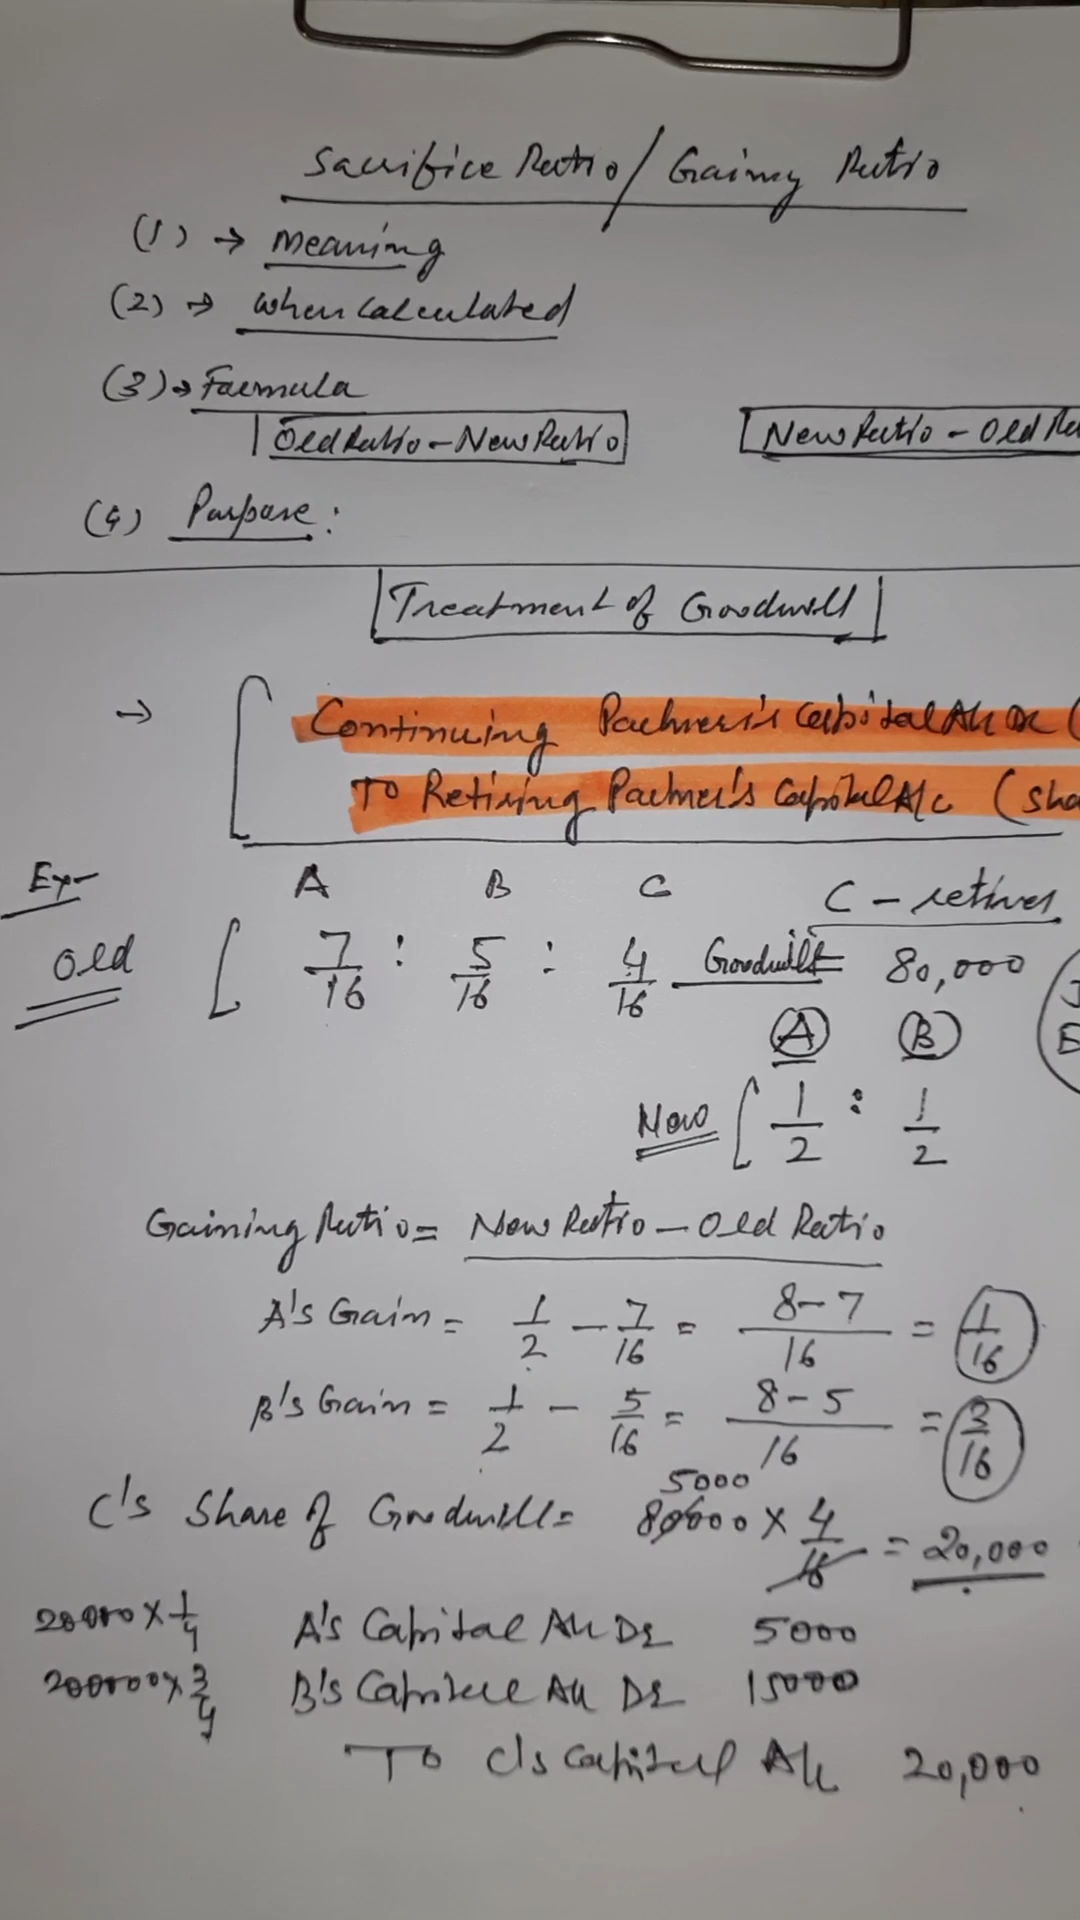 Sacrifice Ratio / Gaining Ratio
(1) → Meaning
(2) → When Calculated
(3) → Formula
Old Ratio - New Ratio New Ratio - Old Ra
(4) Purpose:
Treatment of Goodwill
→ Continuing Partner's Capital A/c Dr (
To Retiring Partner's Capital A/c (Sha
Ex- A B C C - retires
Old [ 7/16 : 5/16 : 4/16 Goodwill = 80,000
A B
New [ 1/2 : 1/2
Gaining Ratio = New Ratio - Old Ratio
A's Gain = 1/2 - 7/16 = 8-7/16 = 1/16
B's Gain = 1/2 - 5/16 = 8-5/16 = 3/16
5000
C's Share of Goodwill = 80000 × 4/16 = 20,000
20000 × 1/4 A's Capital A/c Dr 5000
200000 × 3/4 B's Capital A/c Dr 15000
To C's Capital A/c 20,000